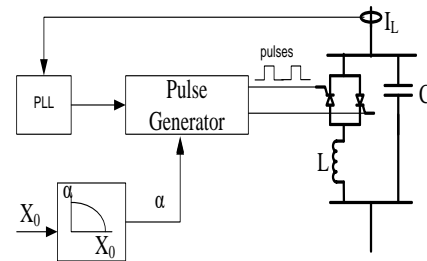 I_L
pulses
PLL
Pulse
Generator
C
L
α
α
X_0
X_0